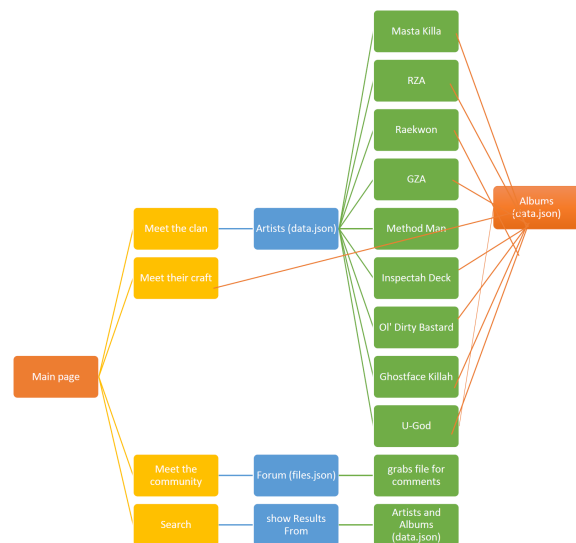 Masta Killa
RZA
Raekwon
GZA
Albums
(data.json)
Meet the clan
Artists (data.json)
Method Man
Meet their craft
Inspectah Deck
Ol' Dirty Bastard
Main page
Ghostface Killah
U-God
Meet the
community
Forum (files.json)
grabs file for
comments
Search
show Results
From
Artists and
Albums
(data.json)